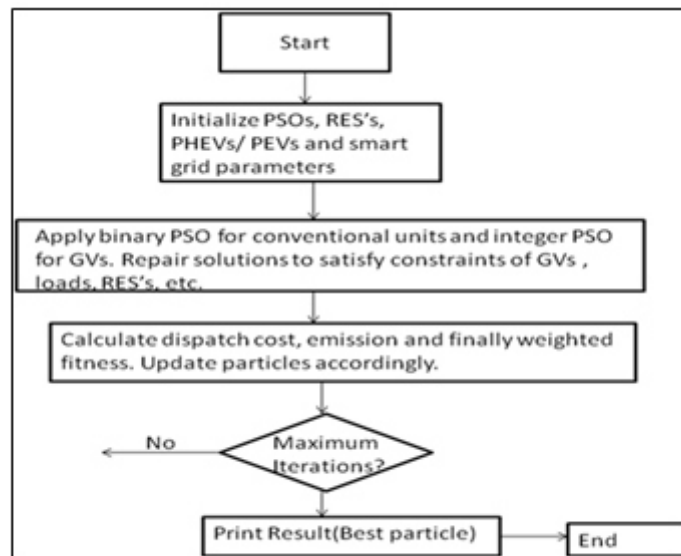 Start
Initialize PSOs, RES's,
PHEVs/ PEVs and smart
grid parameters
Apply binary PSO for conventional units and integer PSO
for GVs. Repair solutions to satisfy constraints of GVs ,
loads, RES's, etc.
Calculate dispatch cost, emission and finally weighted
fitness. Update particles accordingly.
No
Maximum
Iterations?
Print Result(Best particle)
End